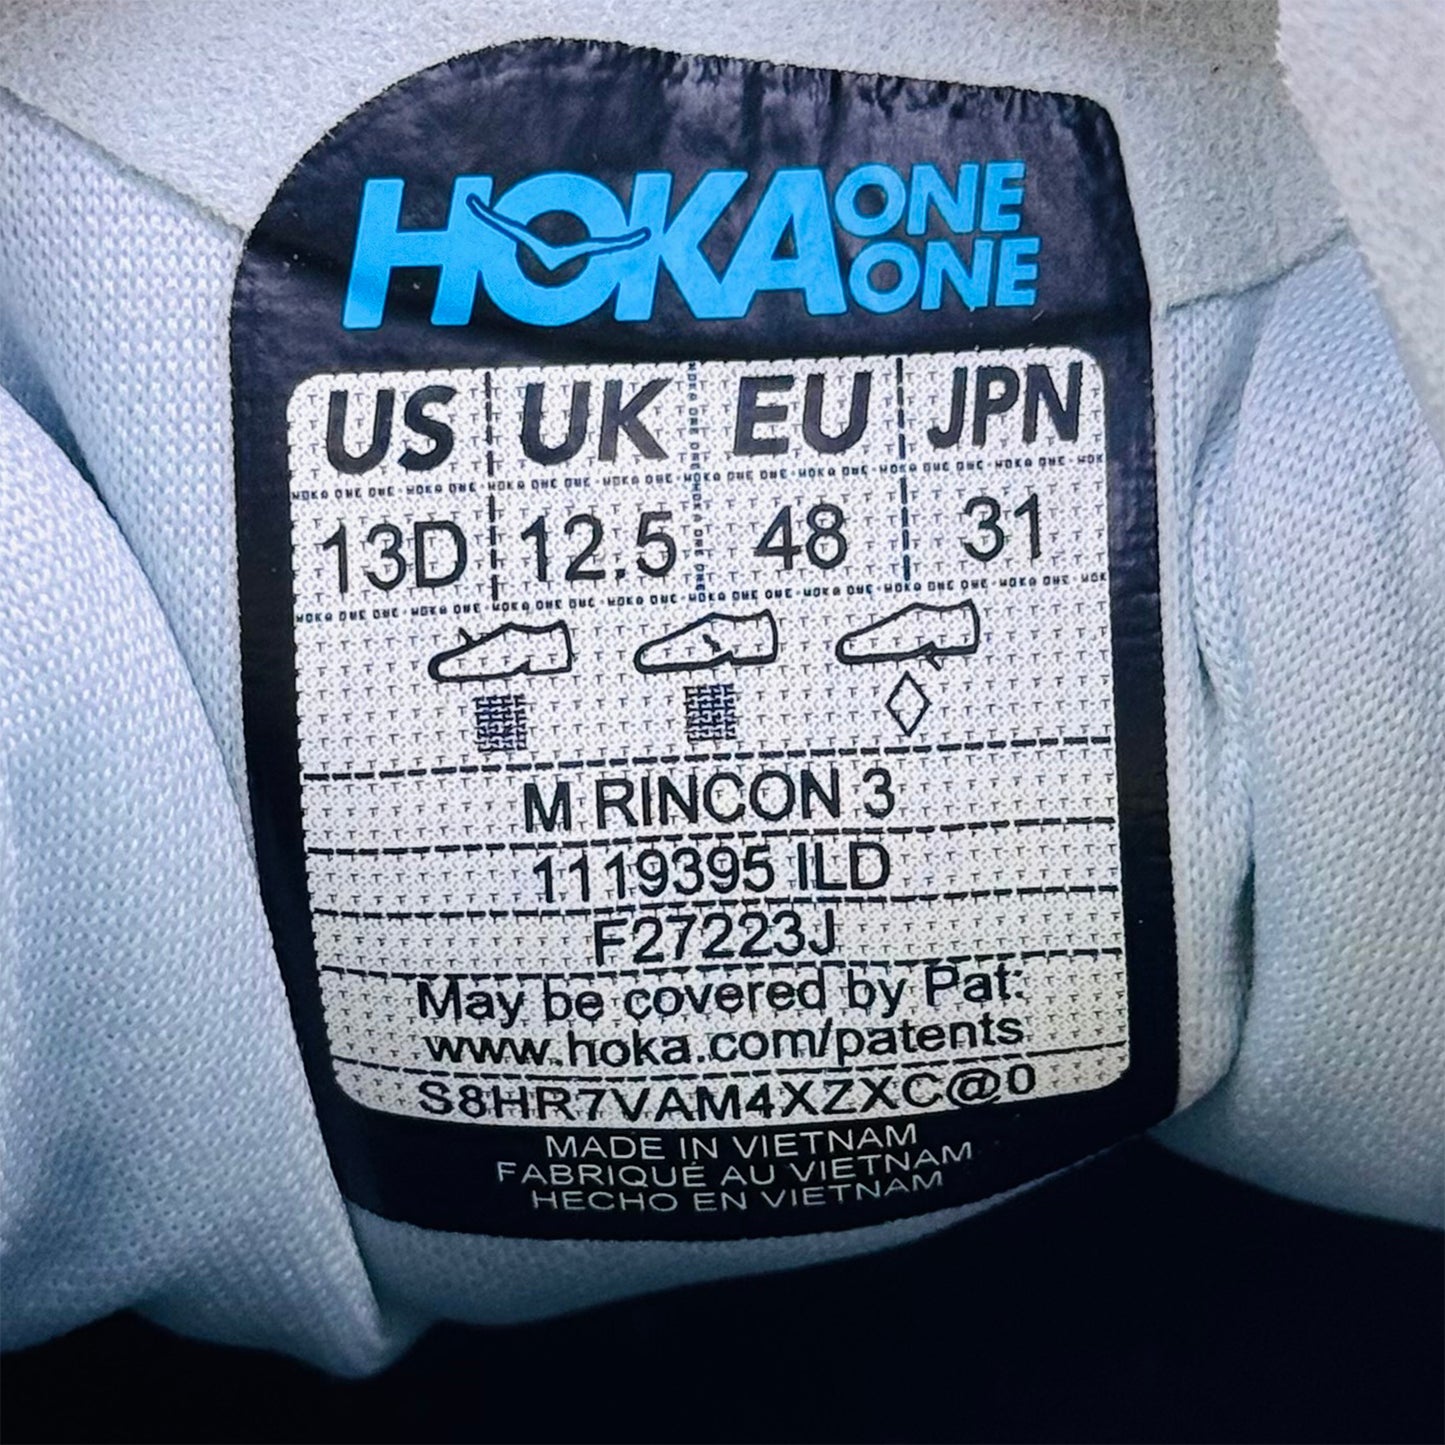 HOKA ONE ONE
US UK EU JPN
13D 12.5 48 31
M RINCON 3
1119395 ILD
F27223J
May be covered by Pat:
www.hoka.com/patents
S8HR7VAM4XZXC@0
MADE IN VIETNAM
FABRIQUÉ AU VIETNAM
HECHO EN VIETNAM